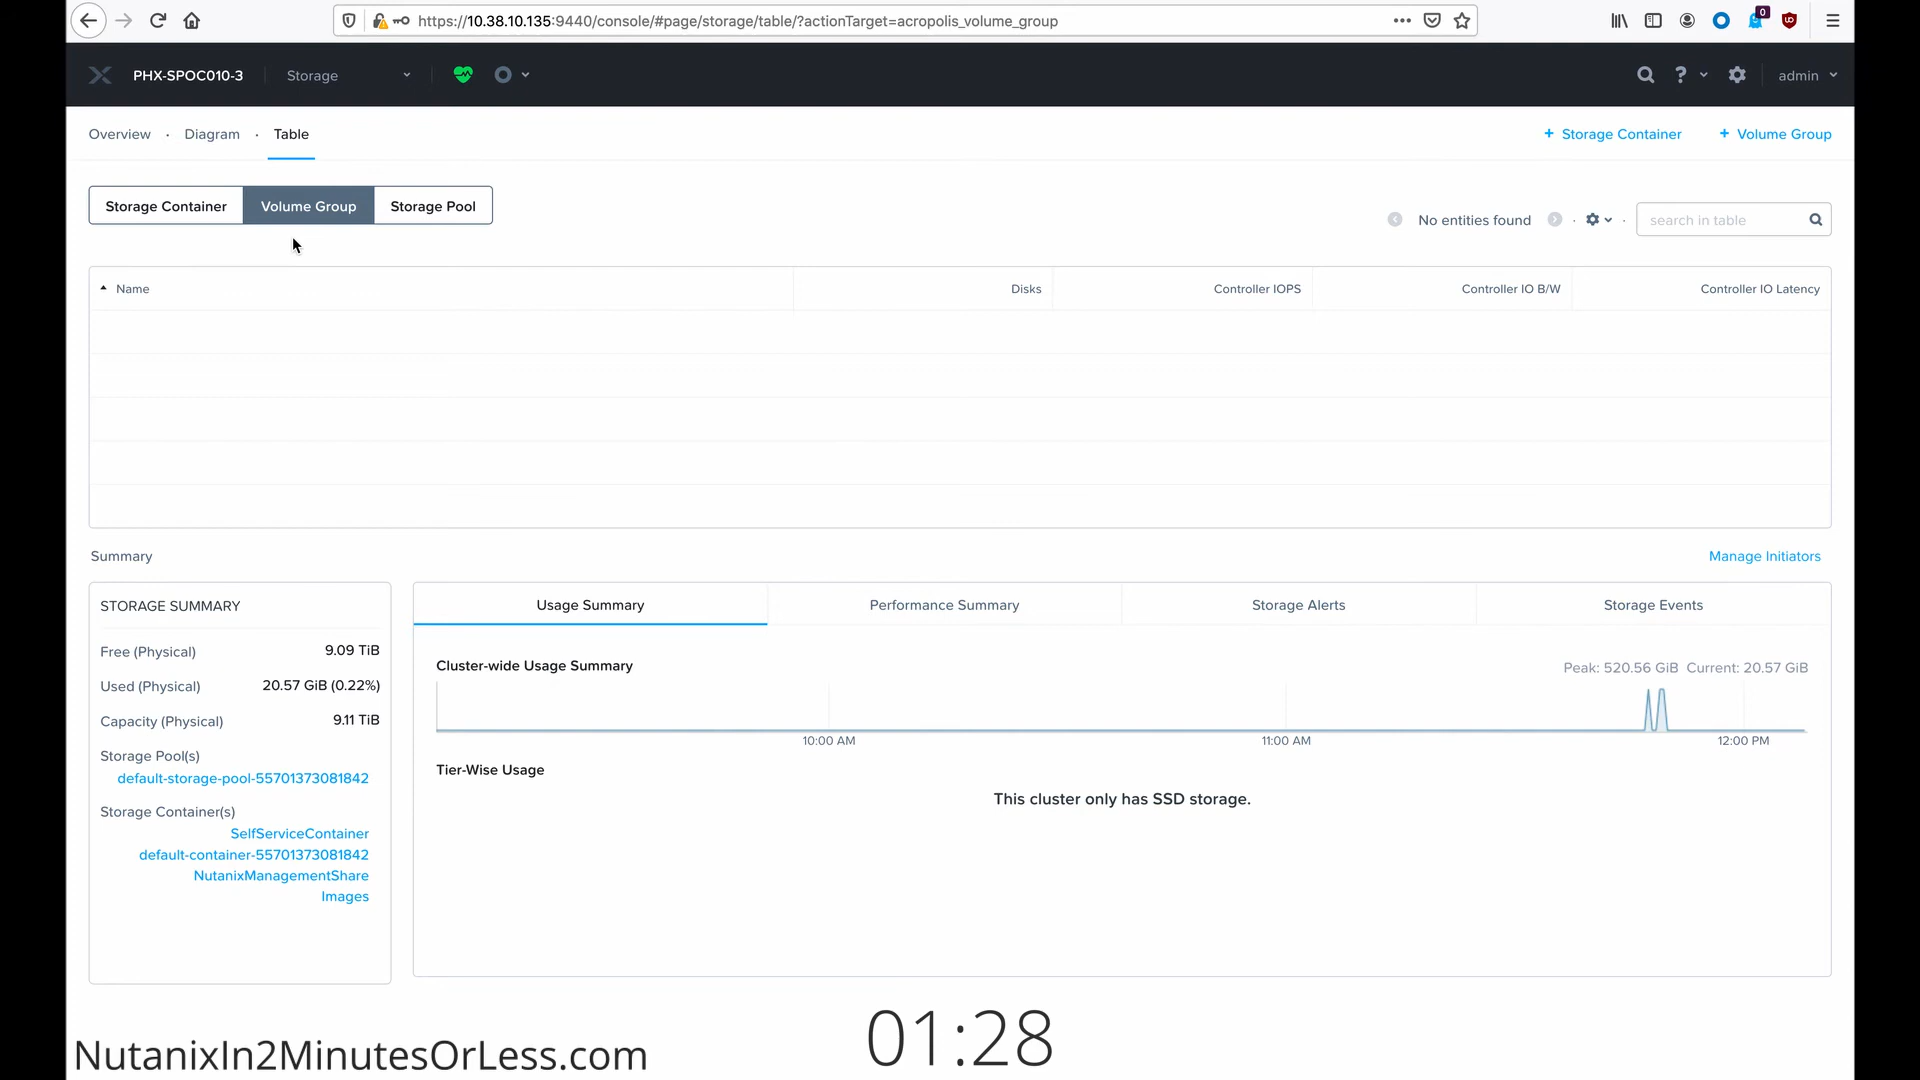 https://10.38.10.135:9440/console/#page/storage/table/?actionTarget=acropolis_volume_group
0
PHX-SPOC010-3 Storage ? admin
Overview · Diagram · Table + Storage Container + Volume Group
Storage Container Volume Group Storage Pool
No entities found search in table
Name Disks Controller IOPS Controller IO B/W Controller IO Latency
Summary Manage Initiators
STORAGE SUMMARY
Free (Physical) 9.09 TiB
Used (Physical) 20.57 GiB (0.22%)
Capacity (Physical) 9.11 TiB
Storage Pool(s)
default-storage-pool-55701373081842
Storage Container(s)
SelfServiceContainer
default-container-55701373081842
NutanixManagementShare
Images
Usage Summary Performance Summary Storage Alerts Storage Events
Cluster-wide Usage Summary Peak: 520.56 GiB Current: 20.57 GiB
10:00 AM 11:00 AM 12:00 PM
Tier-Wise Usage
This cluster only has SSD storage.
NutanixIn2MinutesOrLess.com 01:28